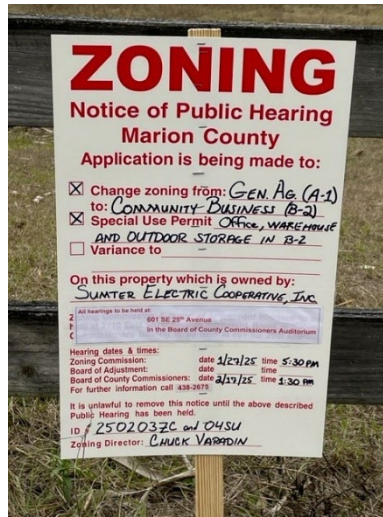 ZONING
Notice of Public Hearing
Marion County
Application is being made to:
☒ Change zoning from: GEN. AG. (A-1)
to: COMMUNITY BUSINESS (B-2)
☒ Special Use Permit OFFICE, WAREHOUSE
AND OUTDOOR STORAGE IN B-2
☐ Variance to
On this property which is owned by:
SUMTER ELECTRIC COOPERATIVE, INC
All hearings to be held at:
601 SE 25th Avenue
In the Board of County Commissioners Auditorium
Hearing dates & times:
Zoning Commission: date 1/27/25 time 5:30 PM
Board of Adjustment: date time
Board of County Commissioners: date 2/17/25 time 1:30 PM
For further information call 438-2675
It is unlawful to remove this notice until the above described
Public Hearing has been held.
ID # 250203ZC and 04SU
Zoning Director: CHUCK VARADIN